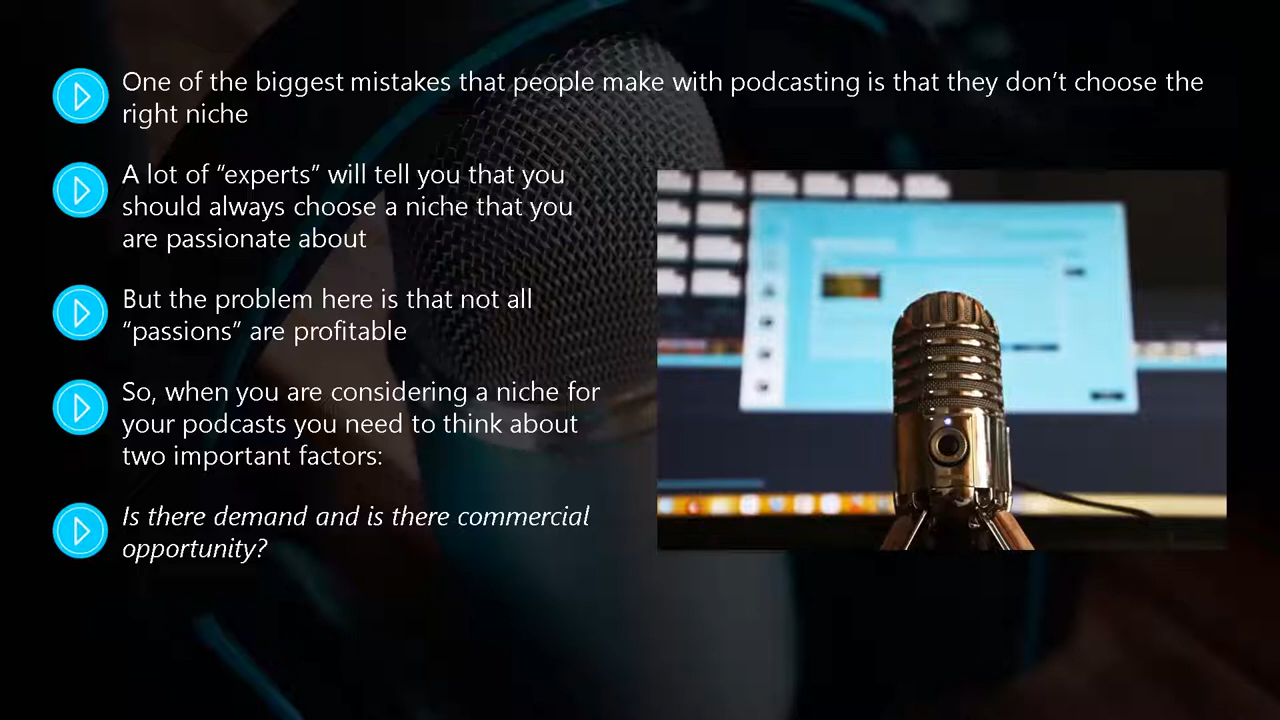 One of the biggest mistakes that people make with podcasting is that they don’t choose the
right niche
A lot of “experts” will tell you that you
should always choose a niche that you
are passionate about
But the problem here is that not all
“passions” are profitable
So, when you are considering a niche for
your podcasts you need to think about
two important factors:
Is there demand and is there commercial
opportunity?